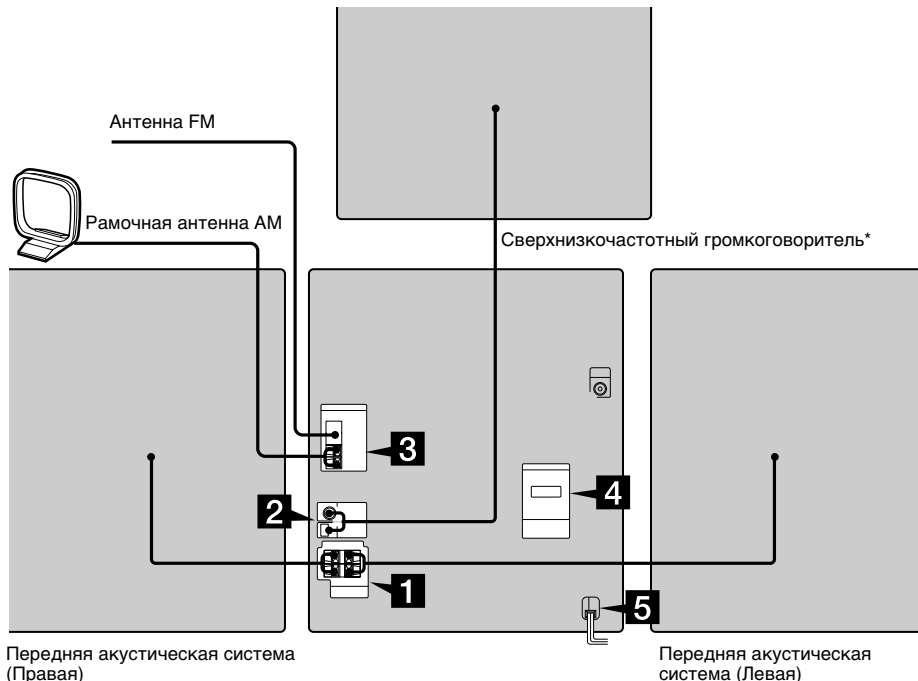 Антенна FM
Рамочная антенна AM
Сверхнизкочастотный громкоговоритель*
3
4
2
1
5
Передняя акустическая система
(Правая)
Передняя акустическая
система (Левая)